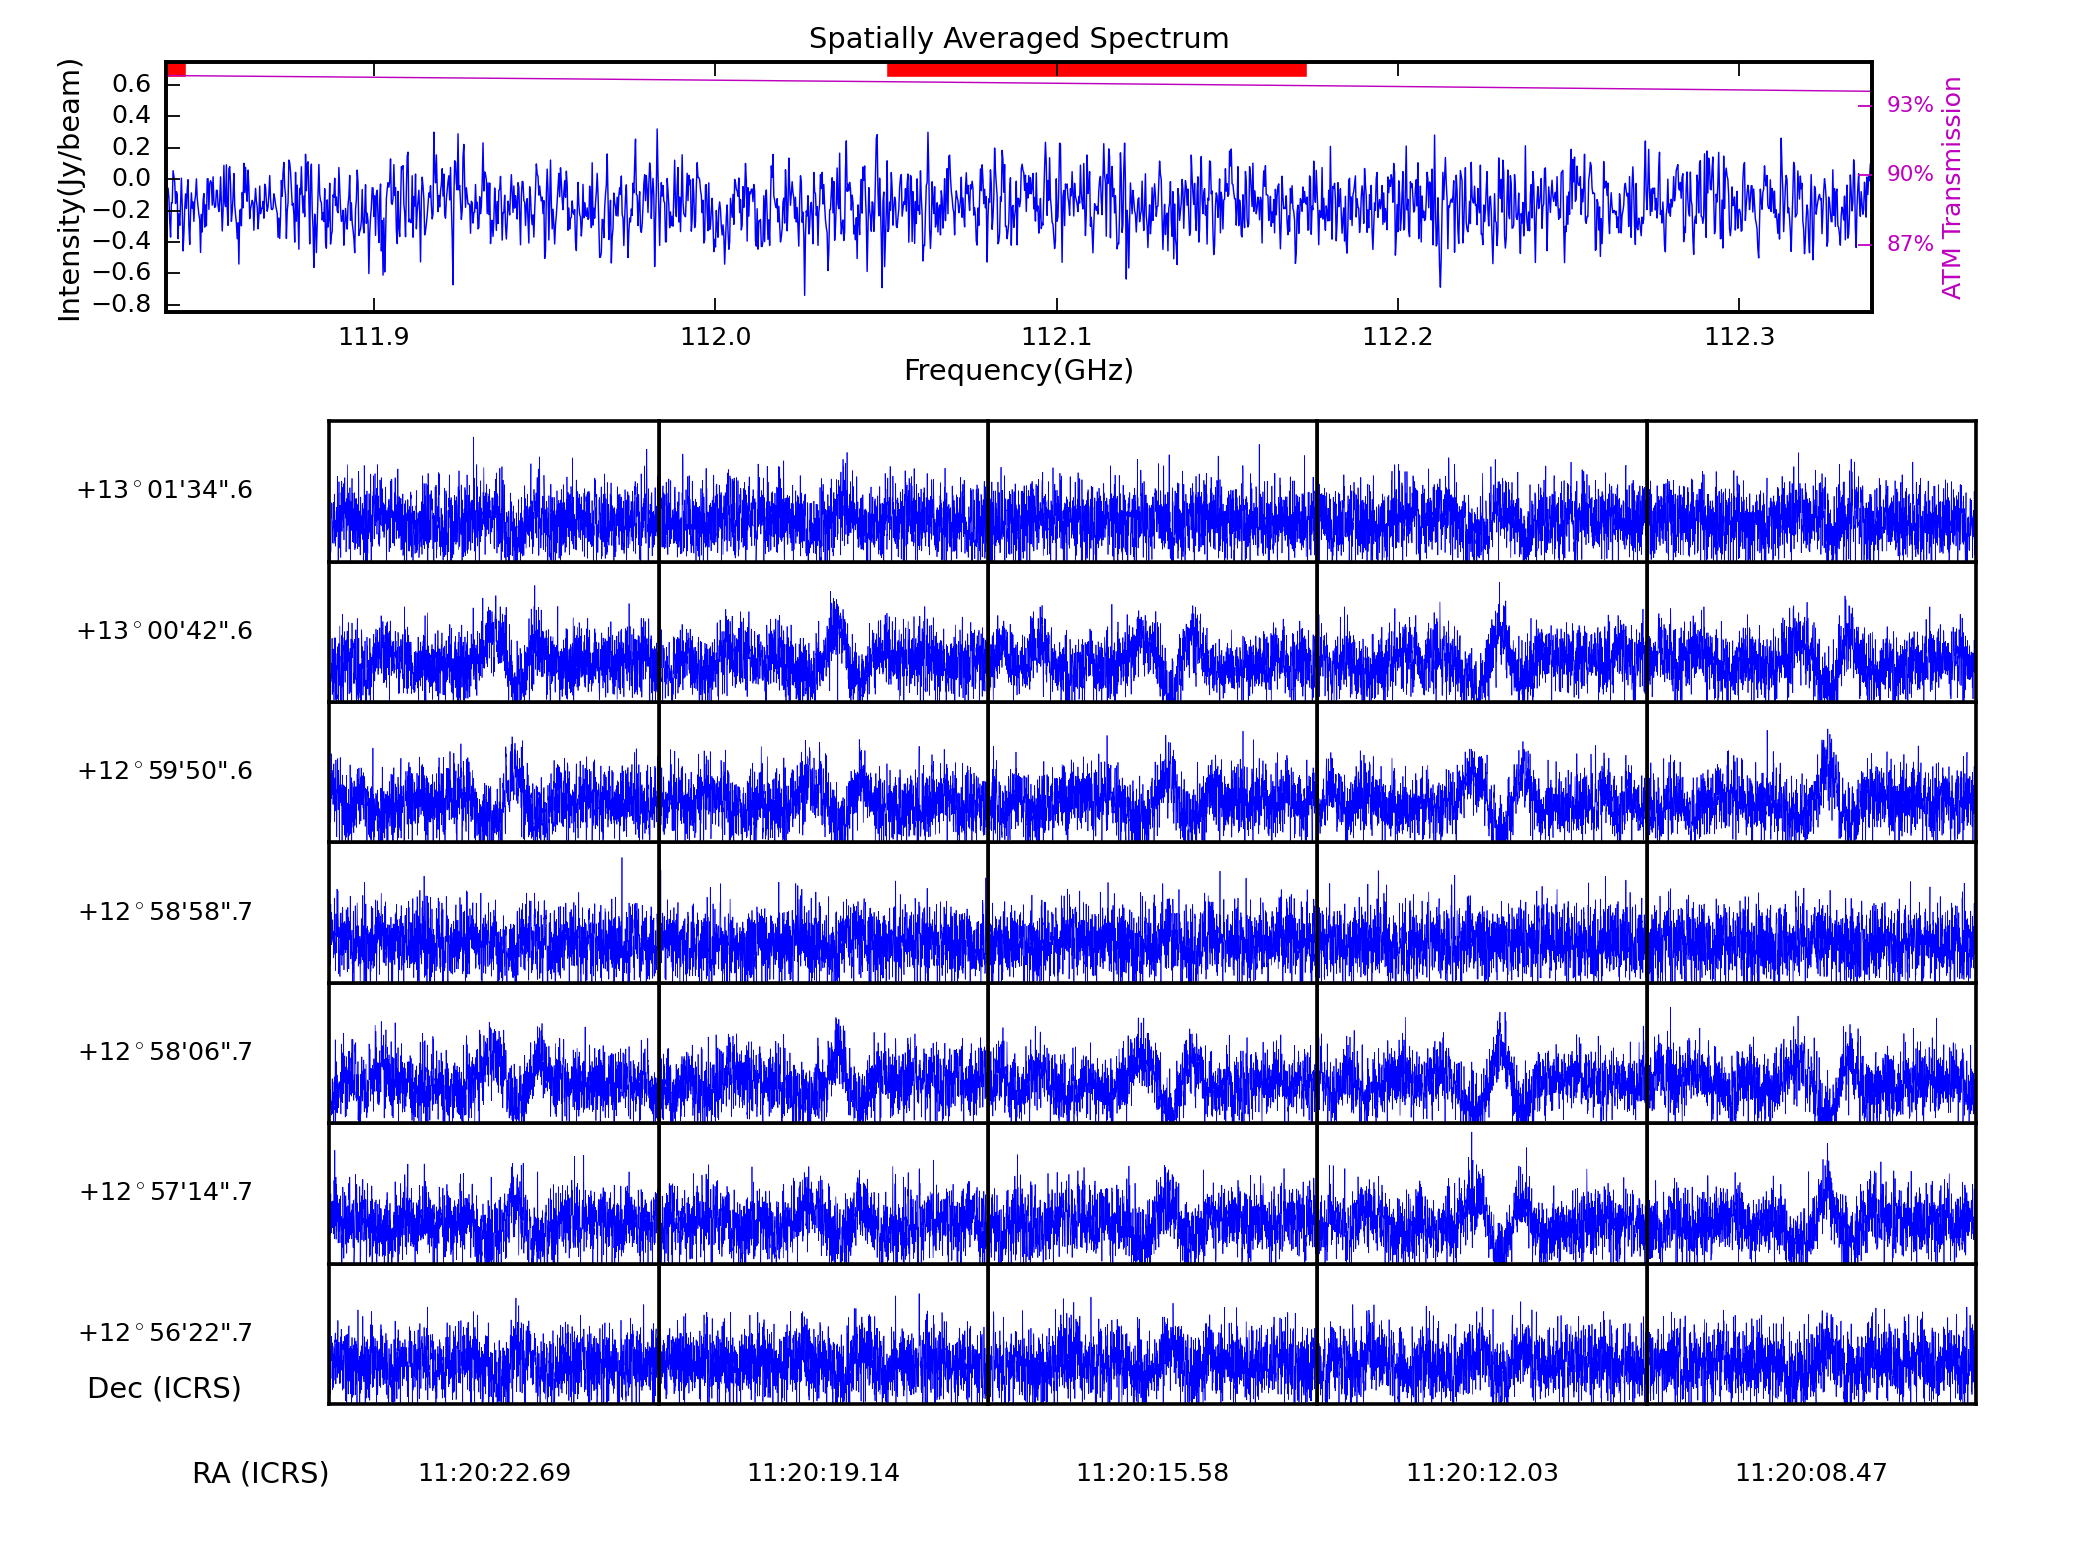 Spatially Averaged Spectrum
Intensity(Jy/beam)
0.6
0.4
0.2
0.0
−0.2
−0.4
−0.6
−0.8
93%
90%
87%
ATM Transmission
111.9 112.0 112.1 112.2 112.3
Frequency(GHz)
+13°01'34".6
+13°00'42".6
+12°59'50".6
+12°58'58".7
+12°58'06".7
+12°57'14".7
+12°56'22".7
Dec (ICRS)
RA (ICRS) 11:20:22.69 11:20:19.14 11:20:15.58 11:20:12.03 11:20:08.47